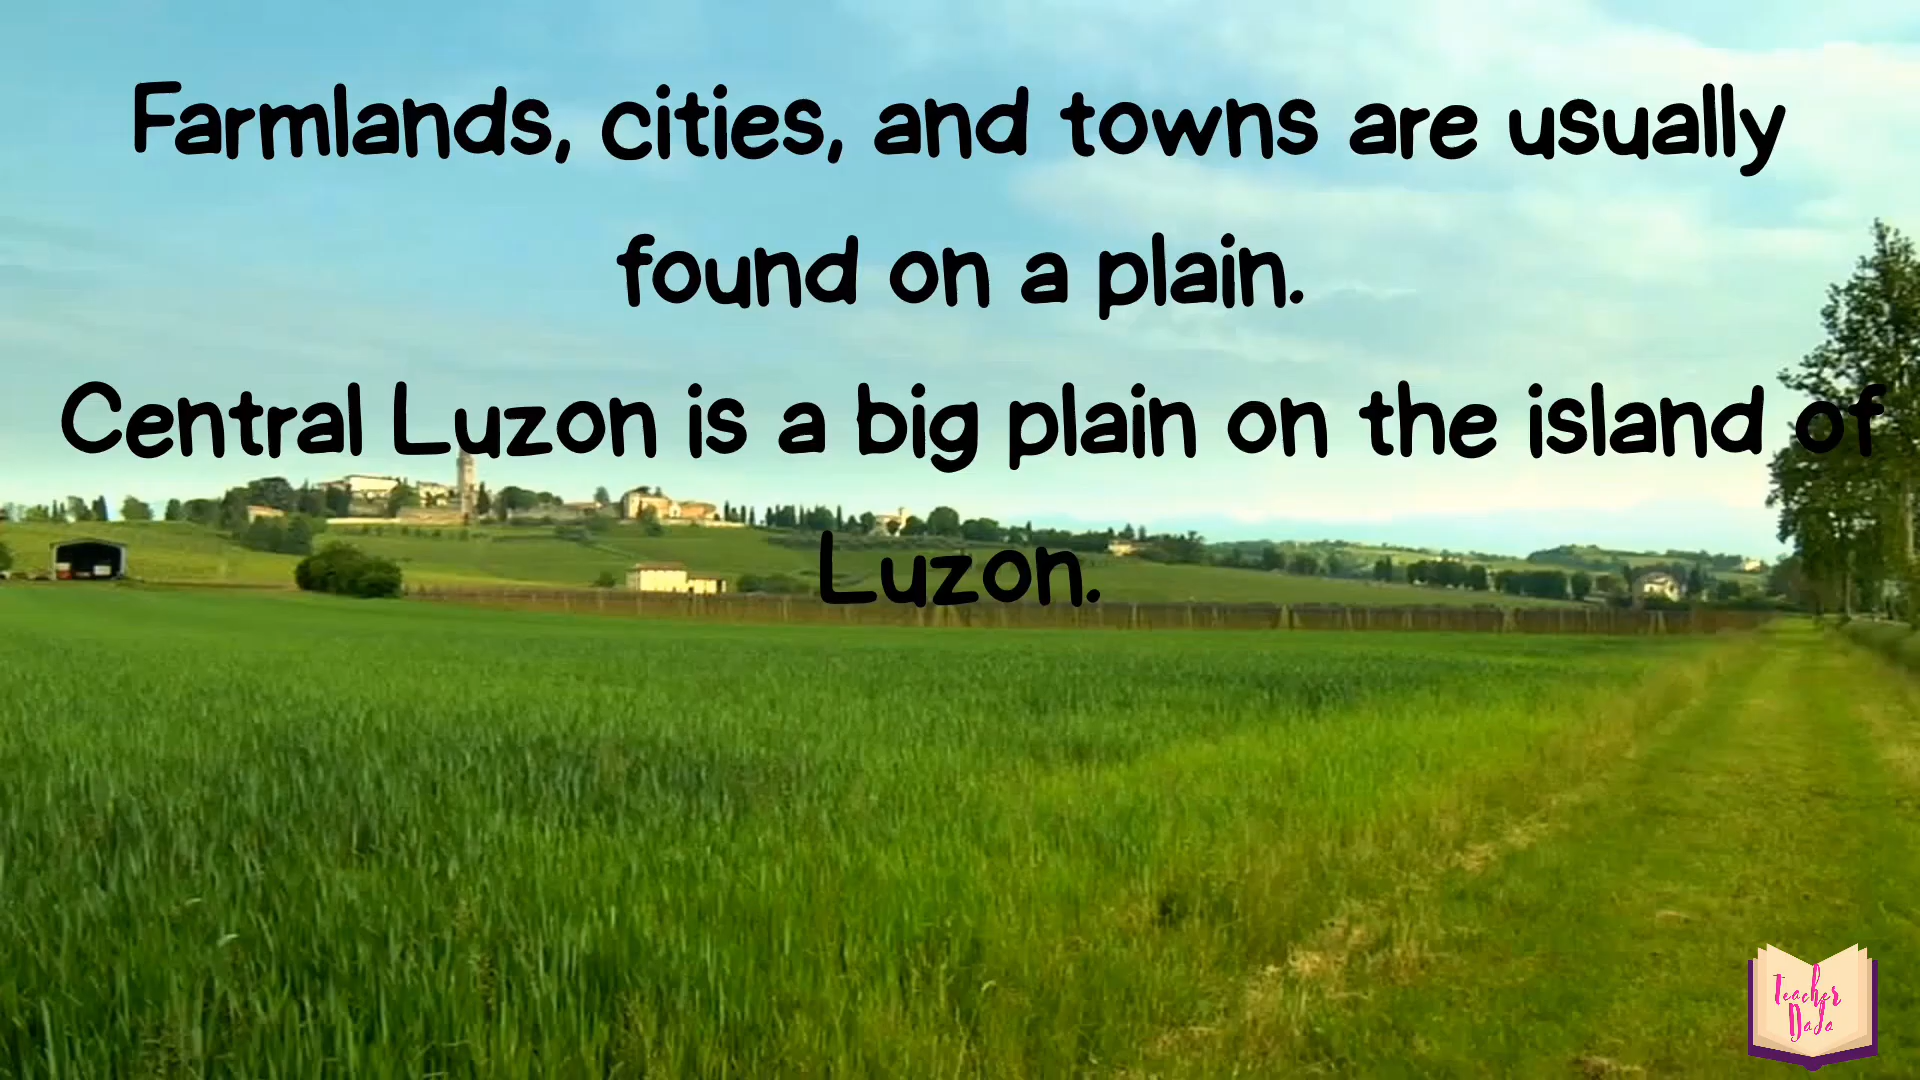 Farmlands, cities, and towns are usually
found on a plain.
Central Luzon is a big plain on the island of
Luzon.
Teacher
DaJa